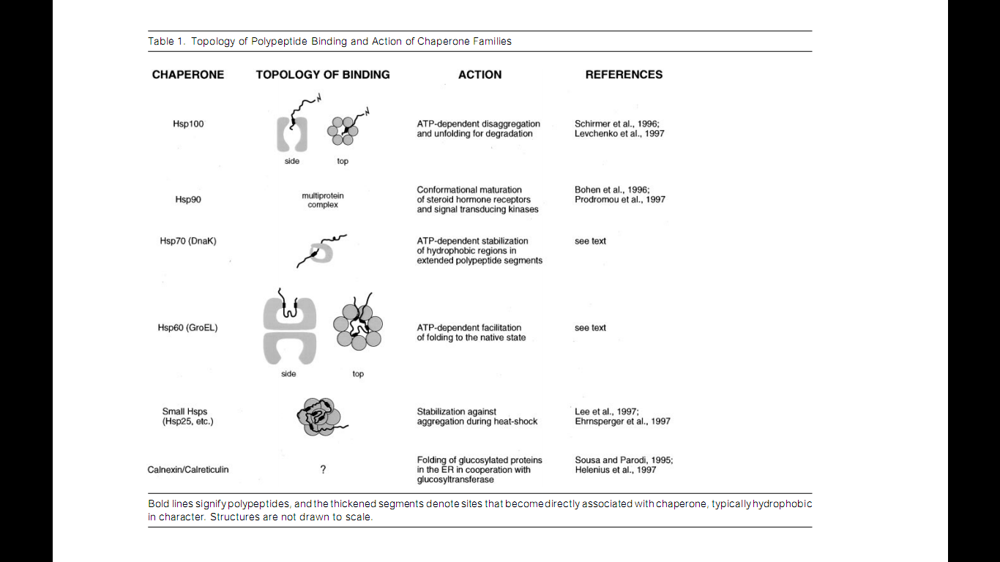 Table 1. Topology of Polypeptide Binding and Action of Chaperone Families
CHAPERONE TOPOLOGY OF BINDING ACTION REFERENCES
N
N
Hsp100
side
top
ATP-dependent disaggregation
and unfolding for degradation
Schirmer et al., 1996;
Levchenko et al., 1997
Hsp90
multiprotein
complex
Conformational maturation
of steroid hormone receptors
and signal transducing kinases
Bohen et al., 1996;
Prodromou et al., 1997
Hsp70 (DnaK)
ATP-dependent stabilization
of hydrophobic regions in
extended polypeptide segments
see text
Hsp60 (GroEL)
side
top
ATP-dependent facilitation
of folding to the native state
see text
Small Hsps
(Hsp25, etc.)
Stabilization against
aggregation during heat-shock
Lee et al., 1997;
Ehrnsperger et al., 1997
Calnexin/Calreticulin
?
Folding of glucosylated proteins
in the ER in cooperation with
glucosyltransferase
Sousa and Parodi, 1995;
Helenius et al., 1997
Bold lines signify polypeptides, and the thickened segments denote sites that become directly associated with chaperone, typically hydrophobic
in character. Structures are not drawn to scale.